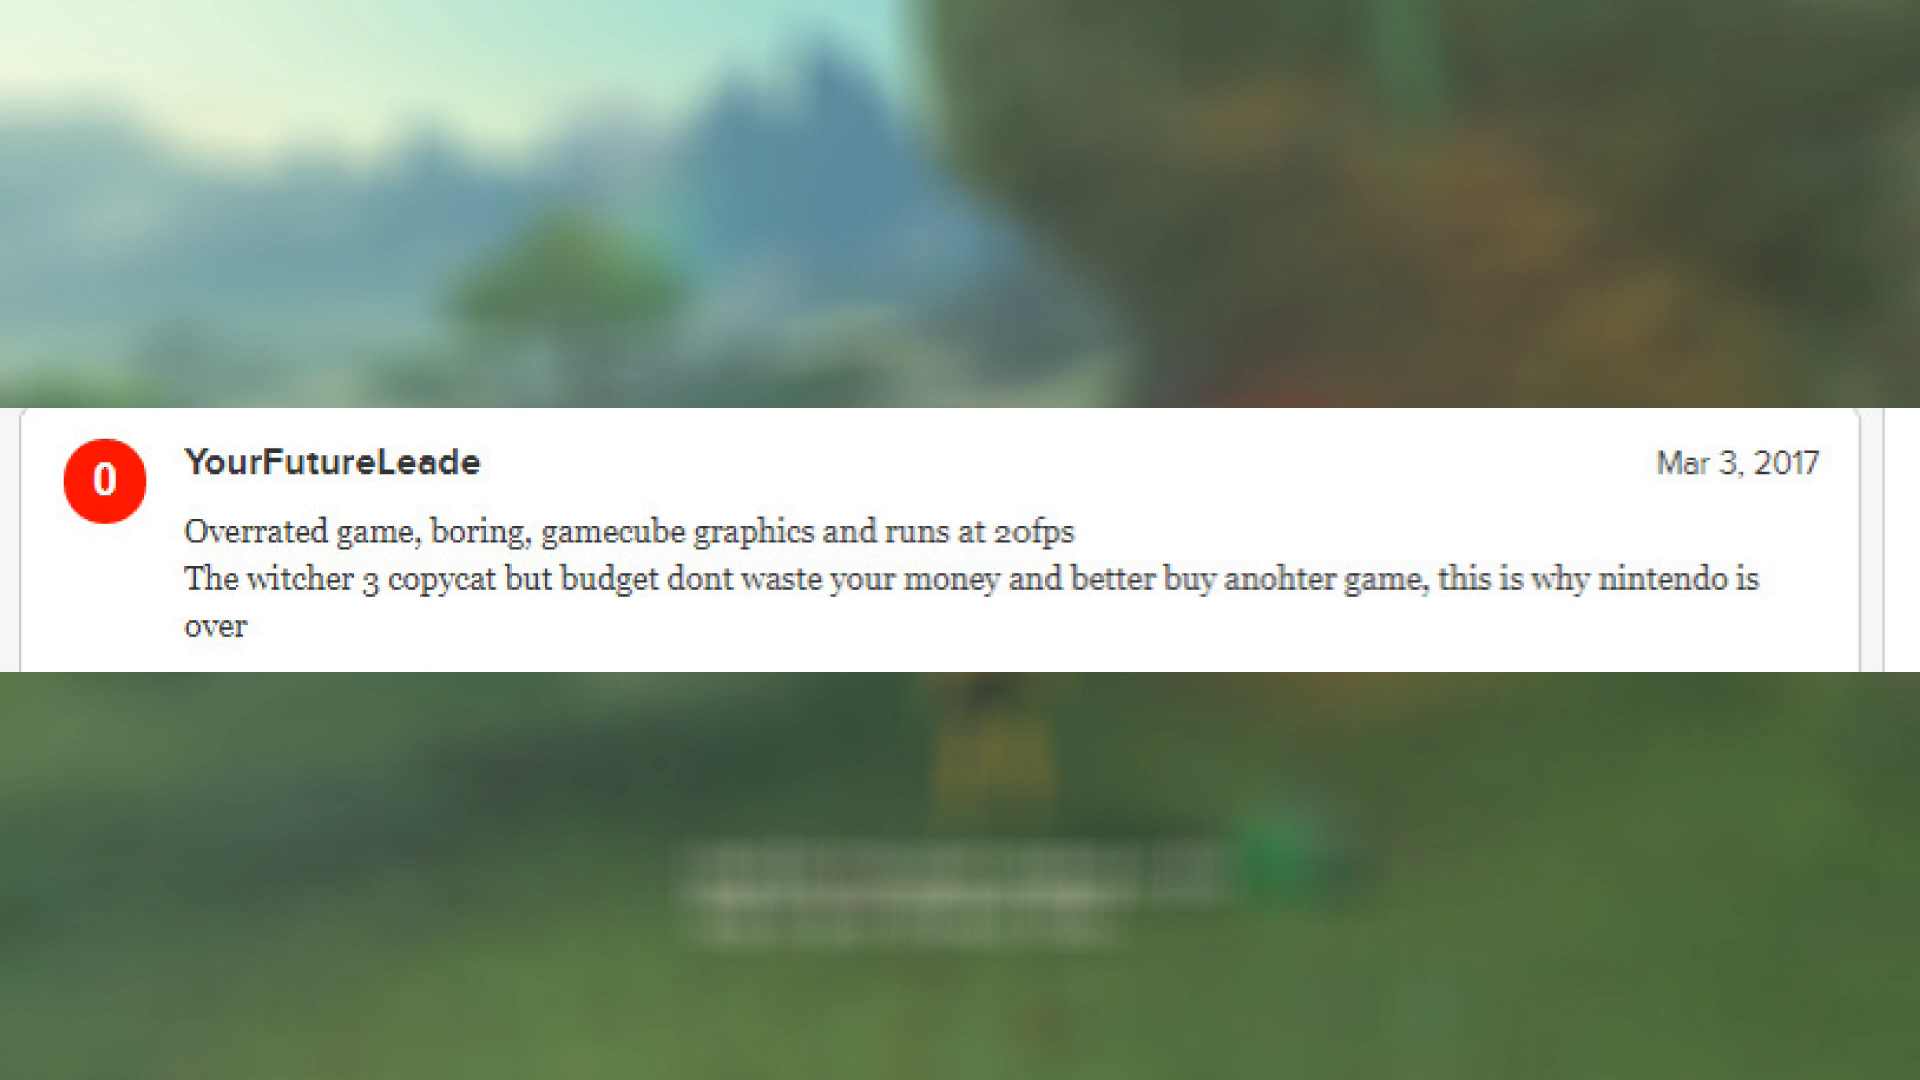 0
YourFutureLeade
Mar 3, 2017
Overrated game, boring, gamecube graphics and runs at 20fps
The witcher 3 copycat but budget dont waste your money and better buy anohter game, this is why nintendo is
over